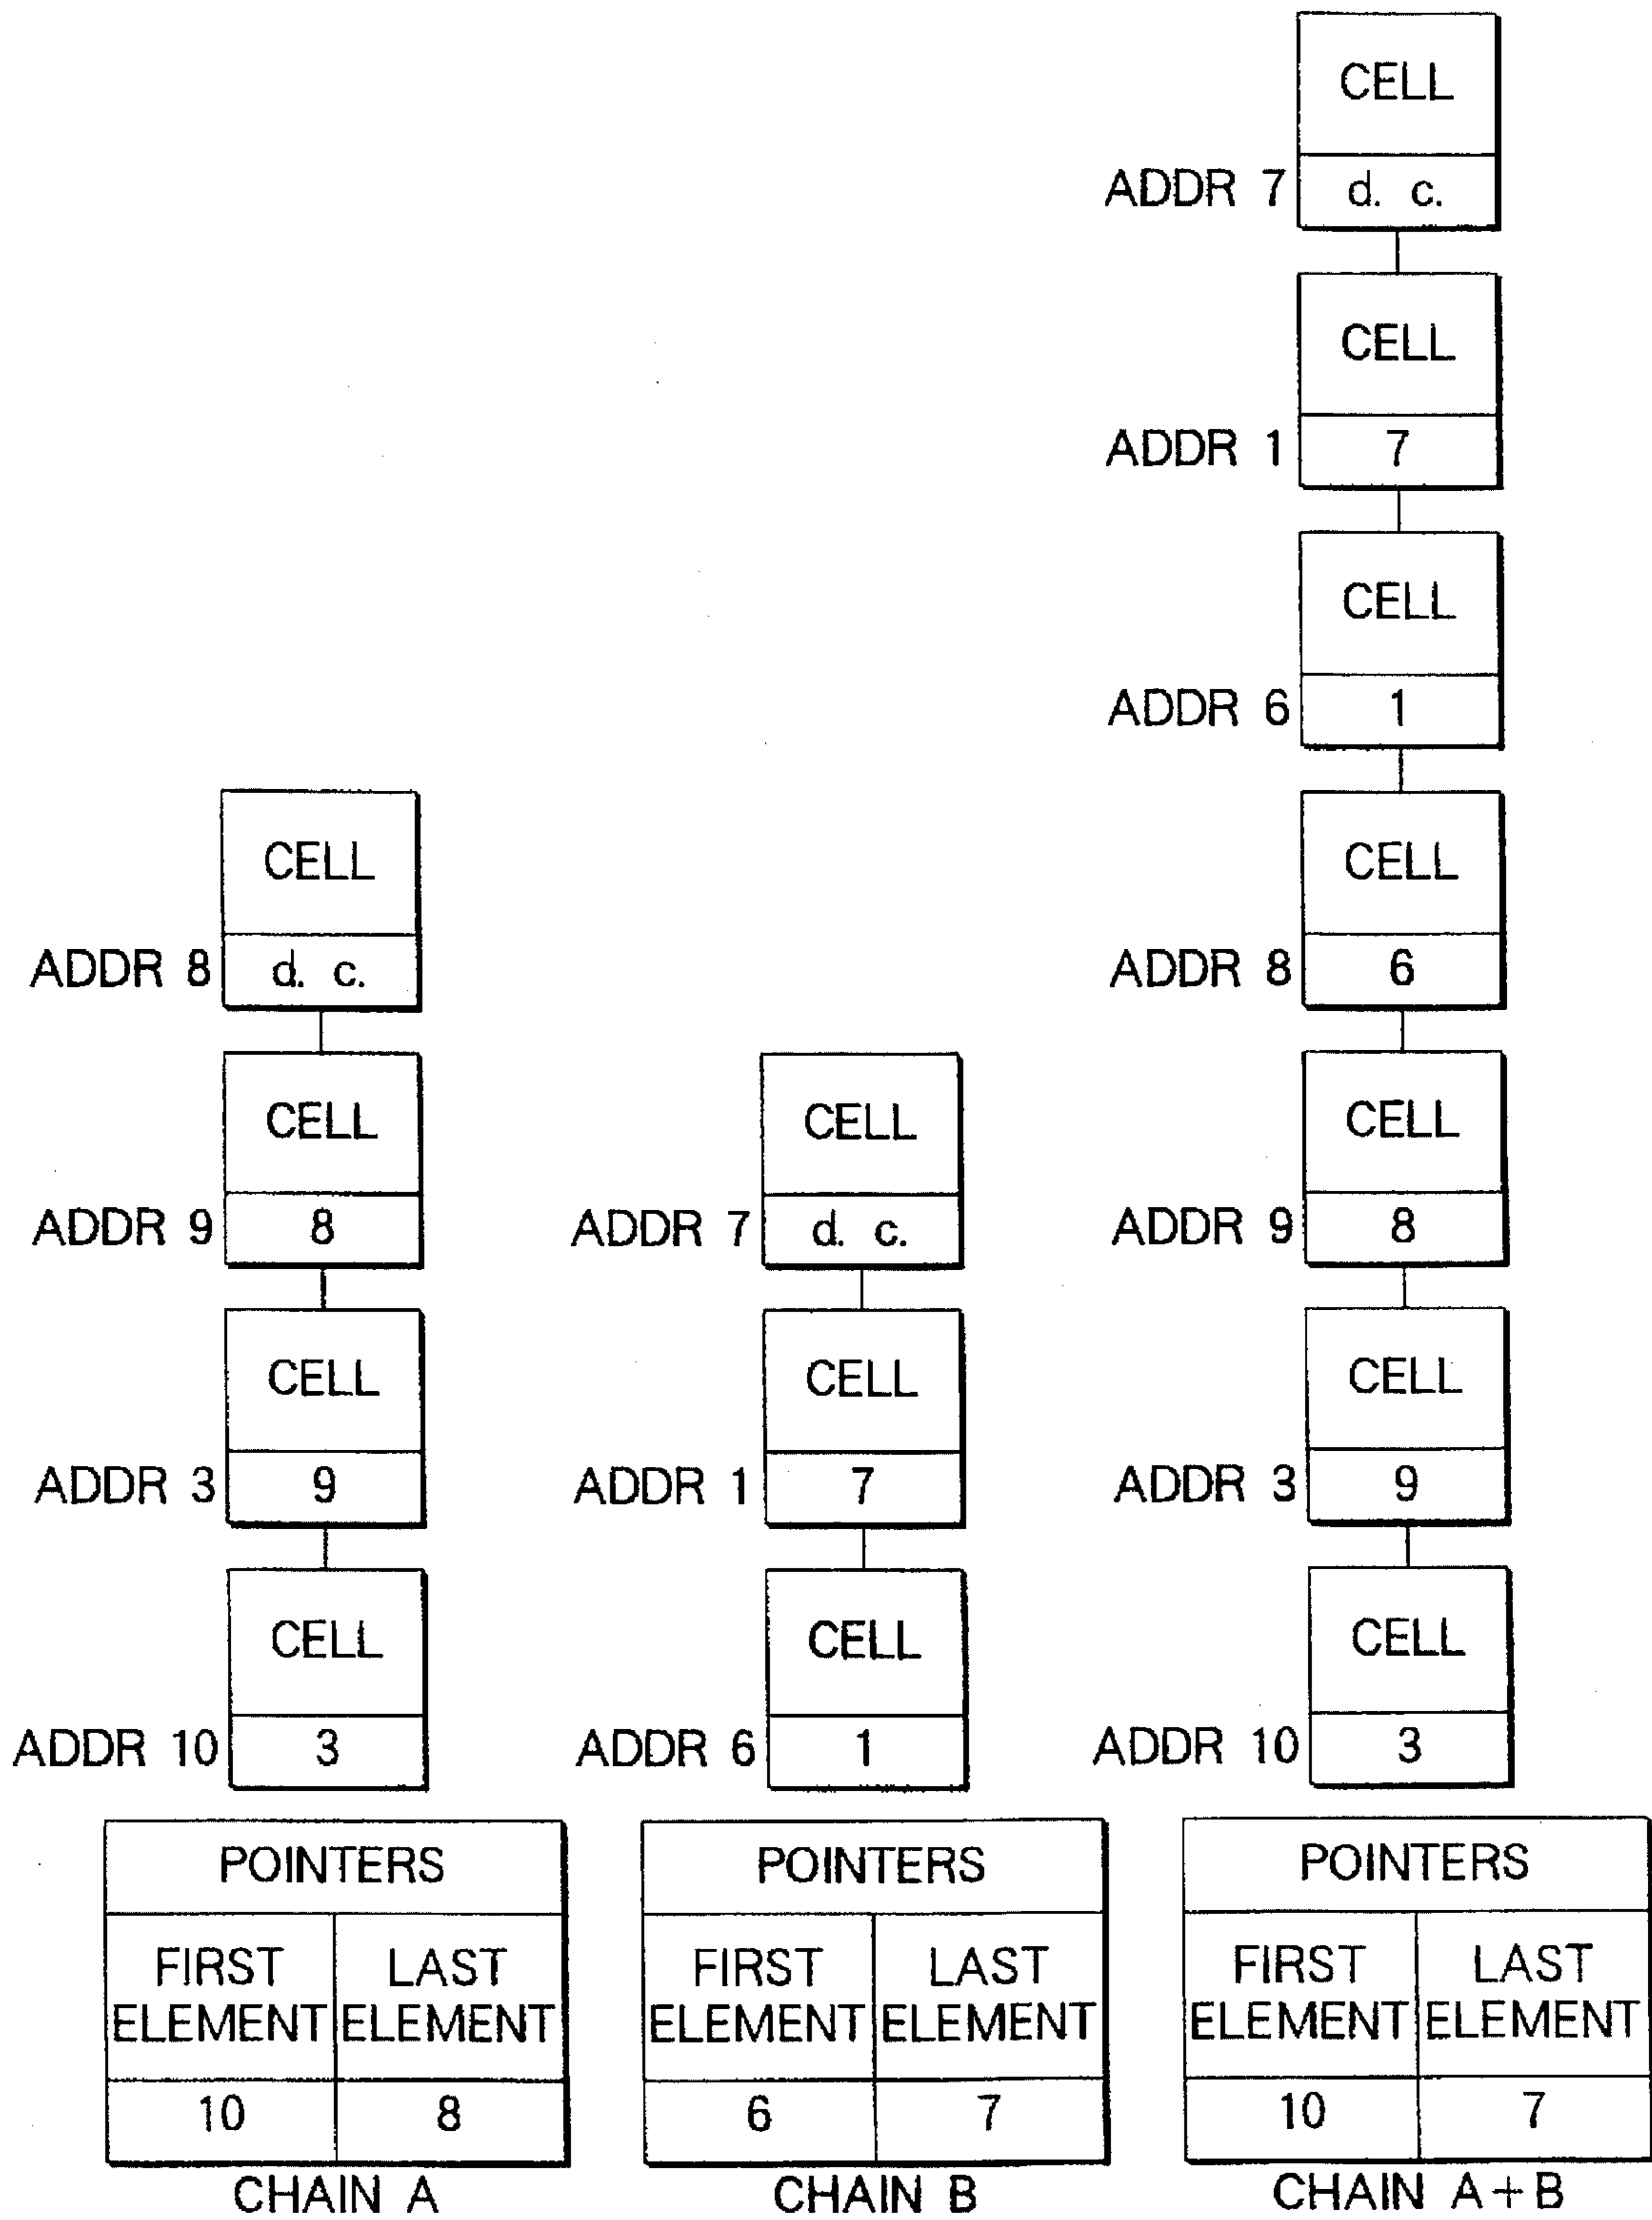 CELL
ADDR 7 d. c.
CELL
ADDR 1 7
CELL
ADDR 6 1
CELL
ADDR 8 d. c.
CELL
ADDR 8 6
CELL
ADDR 9 8
CELL
ADDR 7 d. c.
CELL
ADDR 9 8
CELL
ADDR 3 9
CELL
ADDR 1 7
CELL
ADDR 3 9
CELL
ADDR 10 3
CELL
ADDR 6 1
CELL
ADDR 10 3
POINTERS
FIRST ELEMENT
LAST ELEMENT
10
8
CHAIN A
POINTERS
FIRST ELEMENT
LAST ELEMENT
6
7
CHAIN B
POINTERS
FIRST ELEMENT
LAST ELEMENT
10
7
CHAIN A+B